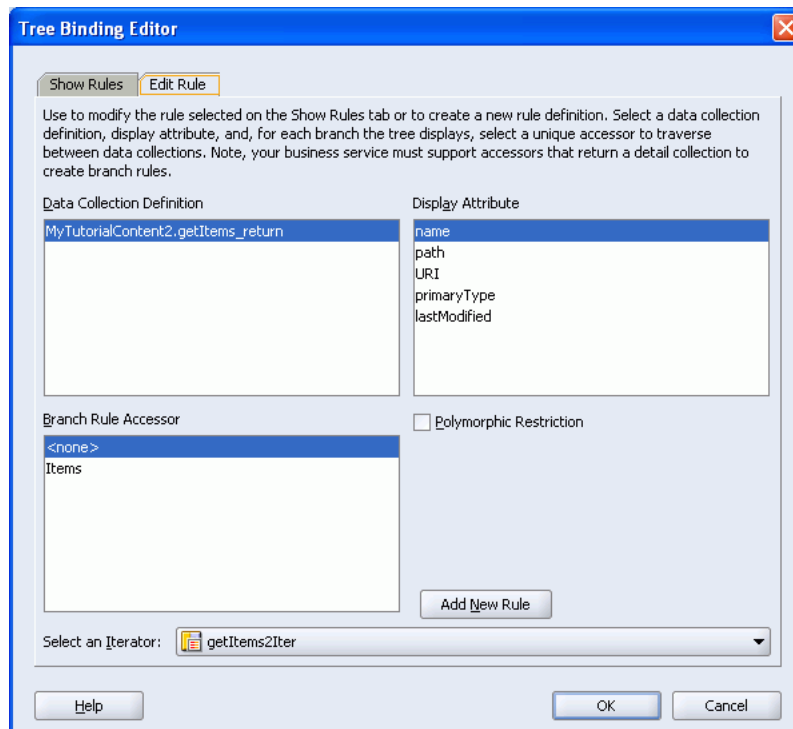 Tree Binding Editor
Show Rules
Edit Rule
Use to modify the rule selected on the Show Rules tab or to create a new rule definition. Select a data collection
definition, display attribute, and, for each branch the tree displays, select a unique accessor to traverse
between data collections. Note, your business service must support accessors that return a detail collection to
create branch rules.
Data Collection Definition
MyTutorialContent2.getItems_return
Display Attribute
name
path
URI
primaryType
lastModified
Branch Rule Accessor
<none>
Items
Polymorphic Restriction
Add New Rule
Select an Iterator:
getItems2Iter
Help
OK
Cancel